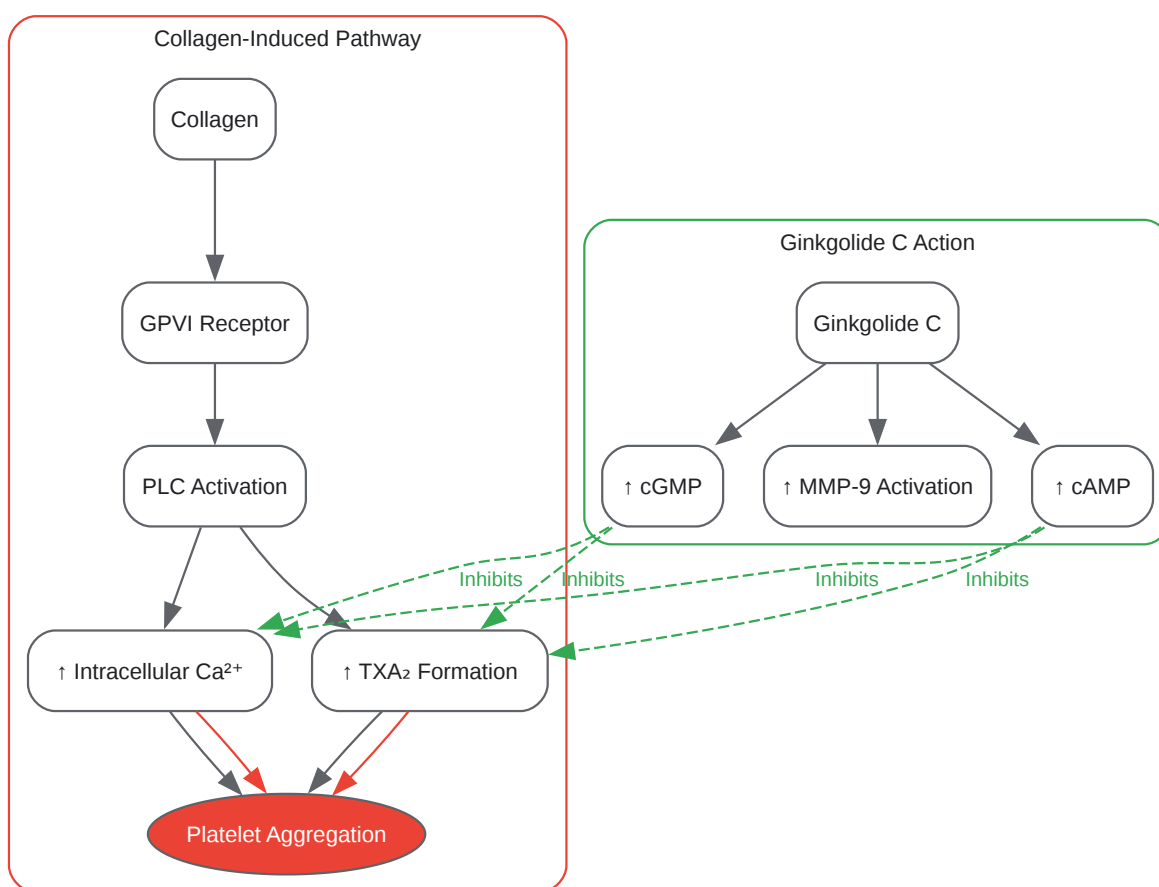 Collagen-Induced Pathway
Collagen
Ginkgolide C Action
GPVI Receptor
Ginkgolide C
PLC Activation
↑ cGMP
↑ MMP-9 Activation
↑ cAMP
Inhibits
Inhibits
Inhibits
Inhibits
↑ Intracellular Ca²⁺
↑ TXA₂ Formation
Platelet Aggregation